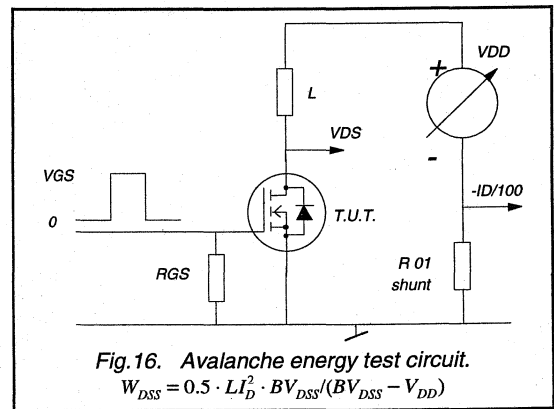 VDD
+
L
VDS
-
VGS
-ID/100
0
T.U.T.
RGS
R 01
shunt
Fig.16. Avalanche energy test circuit.
W_DSS = 0.5 · LI_D^2 · BV_DSS/(BV_DSS − V_DD)